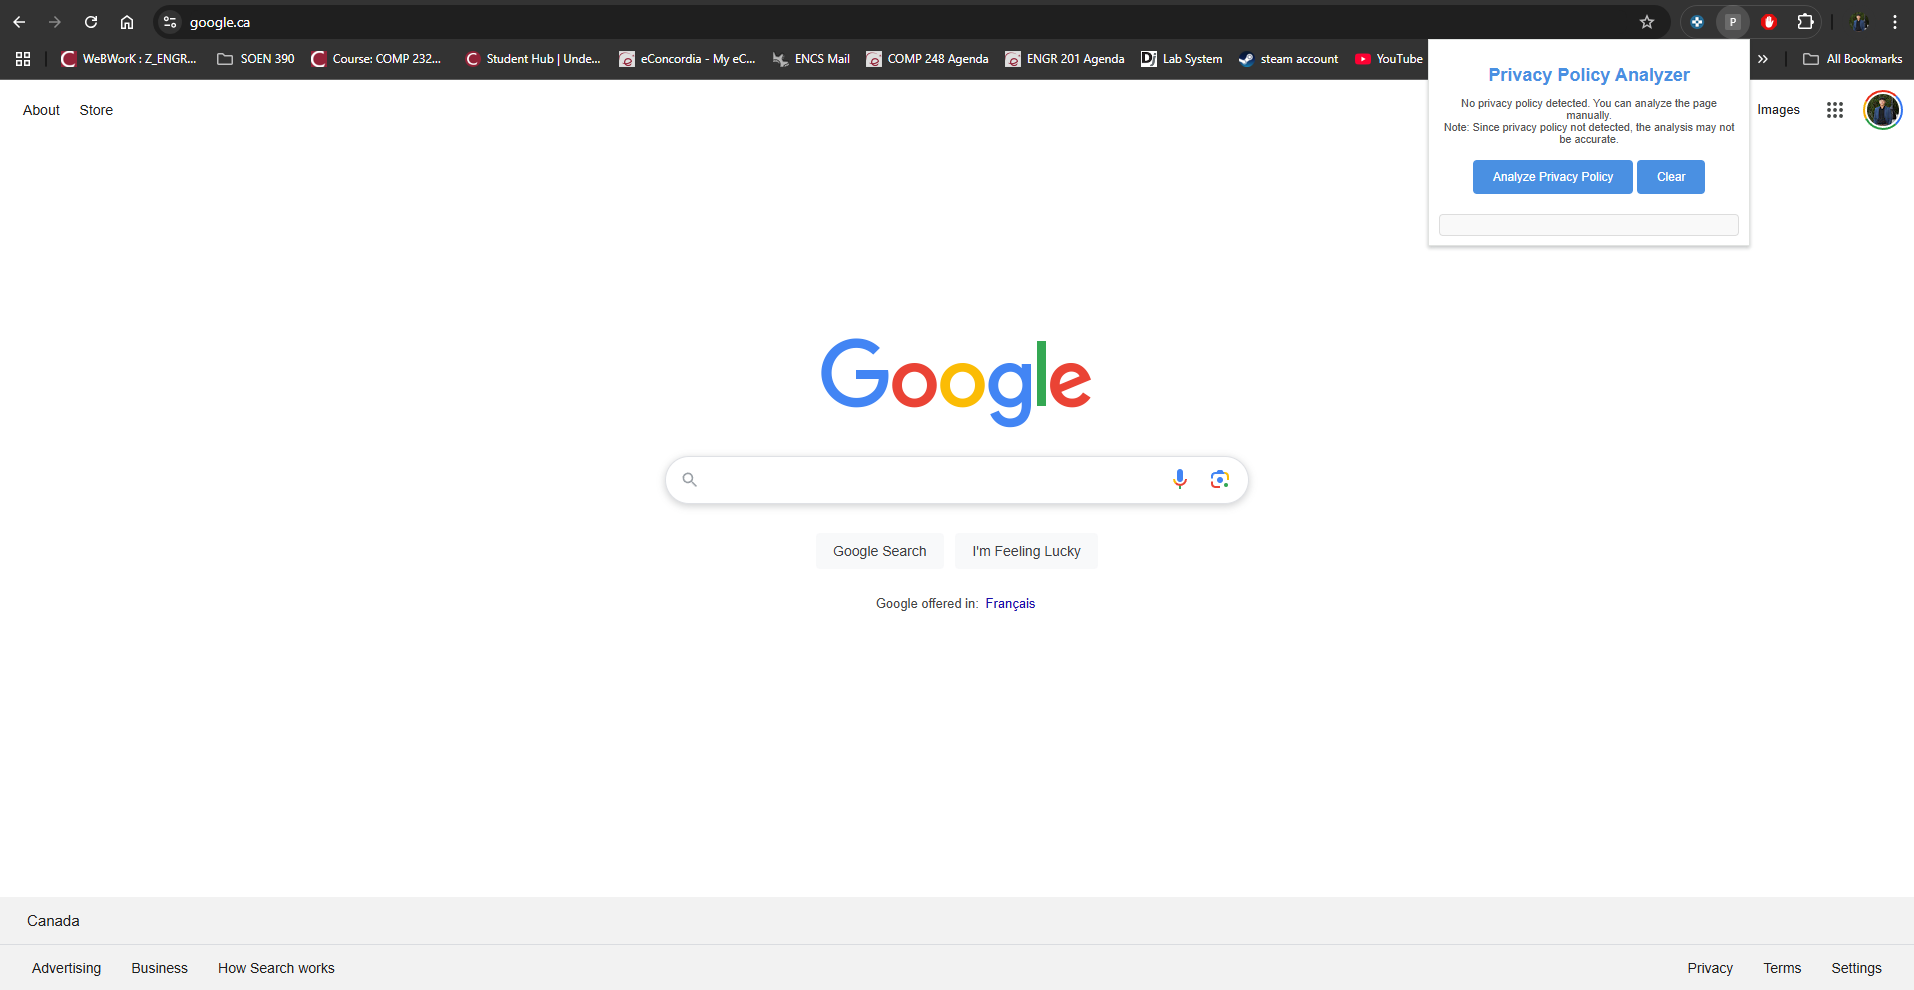 google.ca
P
WeBWorK : Z_ENGR...
SOEN 390
Course: COMP 232...
Student Hub | Unde...
eConcordia - My eC...
ENCS Mail
COMP 248 Agenda
ENGR 201 Agenda
Lab System
steam account
YouTube
»
All Bookmarks
About
Store
Images
Privacy Policy Analyzer
No privacy policy detected. You can analyze the page
manually.
Note: Since privacy policy not detected, the analysis may not
be accurate.
Analyze Privacy Policy
Clear
Google
Google Search
I'm Feeling Lucky
Google offered in: Français
Canada
Advertising
Business
How Search works
Privacy
Terms
Settings